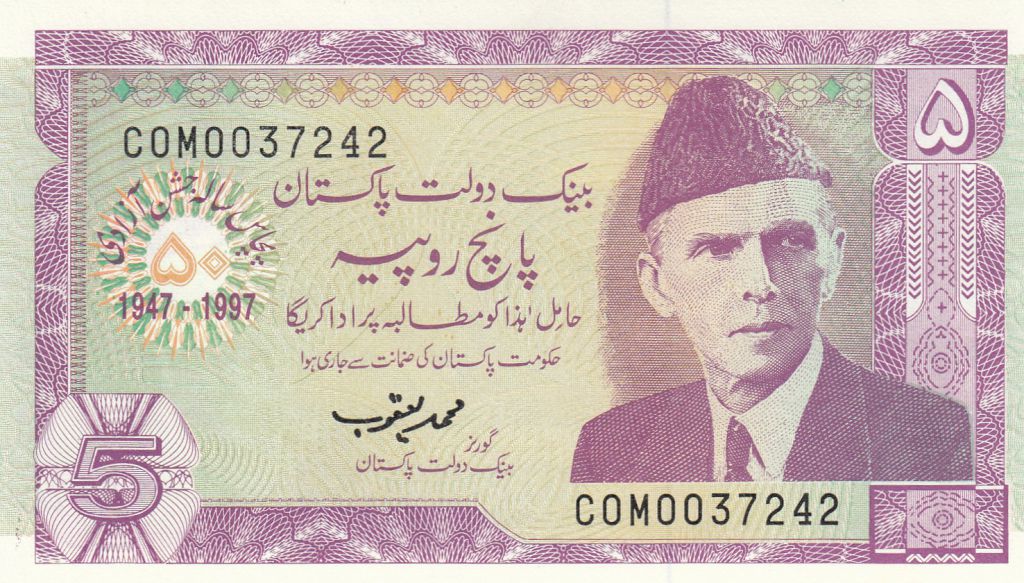 COM0037242
۵
بینک دولت پاکستان
پچاس سالہ جشن آزادی
۵۰
1947 - 1997
پانچ روپیہ
حامل ہٰذا کو مطالبہ پر ادا کریگا
حکومت پاکستان کی ضمانت سے جاری ہوا
محمد یعقوب
گورنر
بینک دولت پاکستان
5
COM0037242